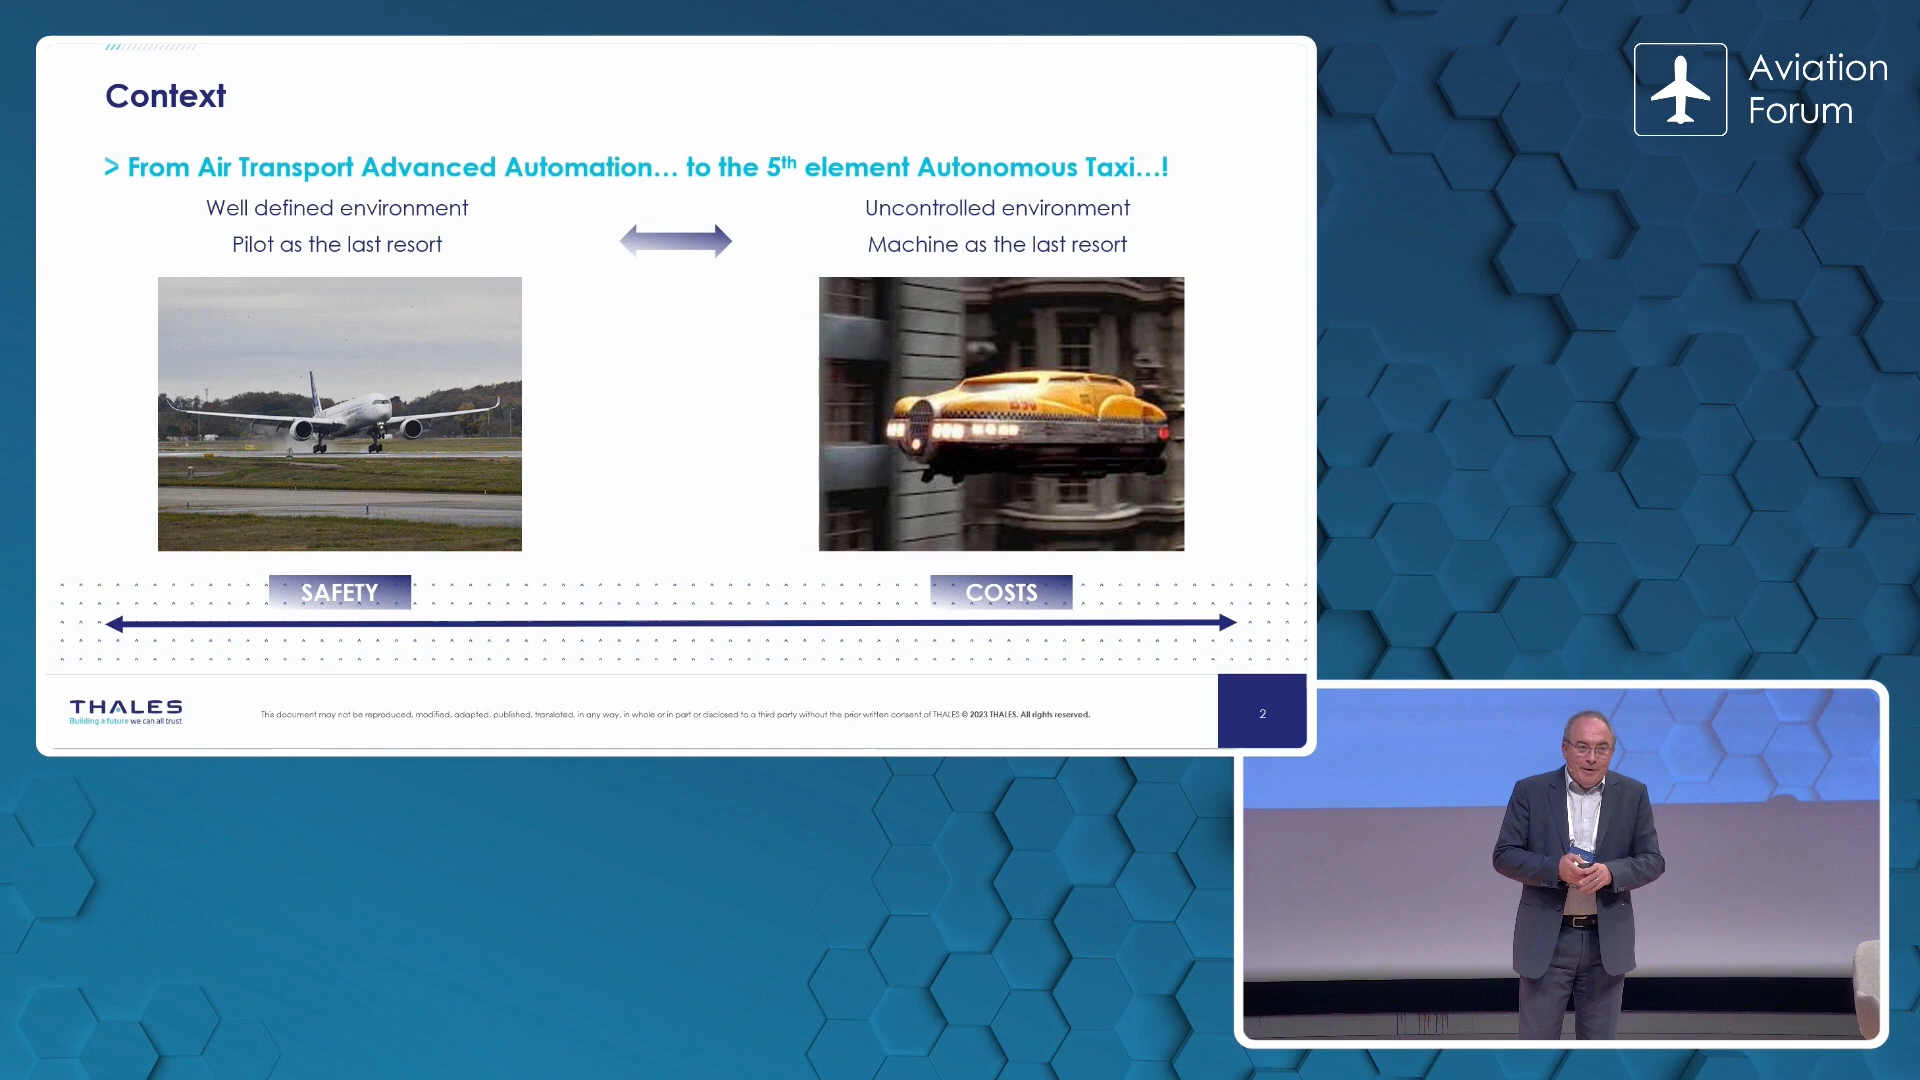 Context
> From Air Transport Advanced Automation... to the 5th element Autonomous Taxi...!
Well defined environment
Uncontrolled environment
Pilot as the last resort
Machine as the last resort
SAFETY
COSTS
THALES
Building a future we can all trust
This document may not be reproduced, modified, adapted, published, translated, in any way, in whole or in part or disclosed to a third party without the prior written consent of THALES © 2023 THALES. All rights reserved.
2
Aviation
Forum